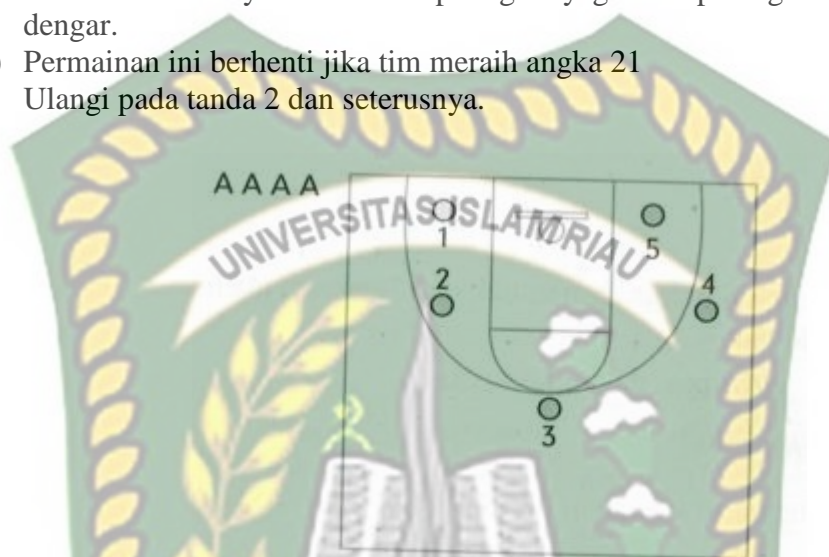 dengar.
Permainan ini berhenti jika tim meraih angka 21
Ulangi pada tanda 2 dan seterusnya.
A A A A
UNIVERSITAS ISLAM RIAU
1
5
2
4
3